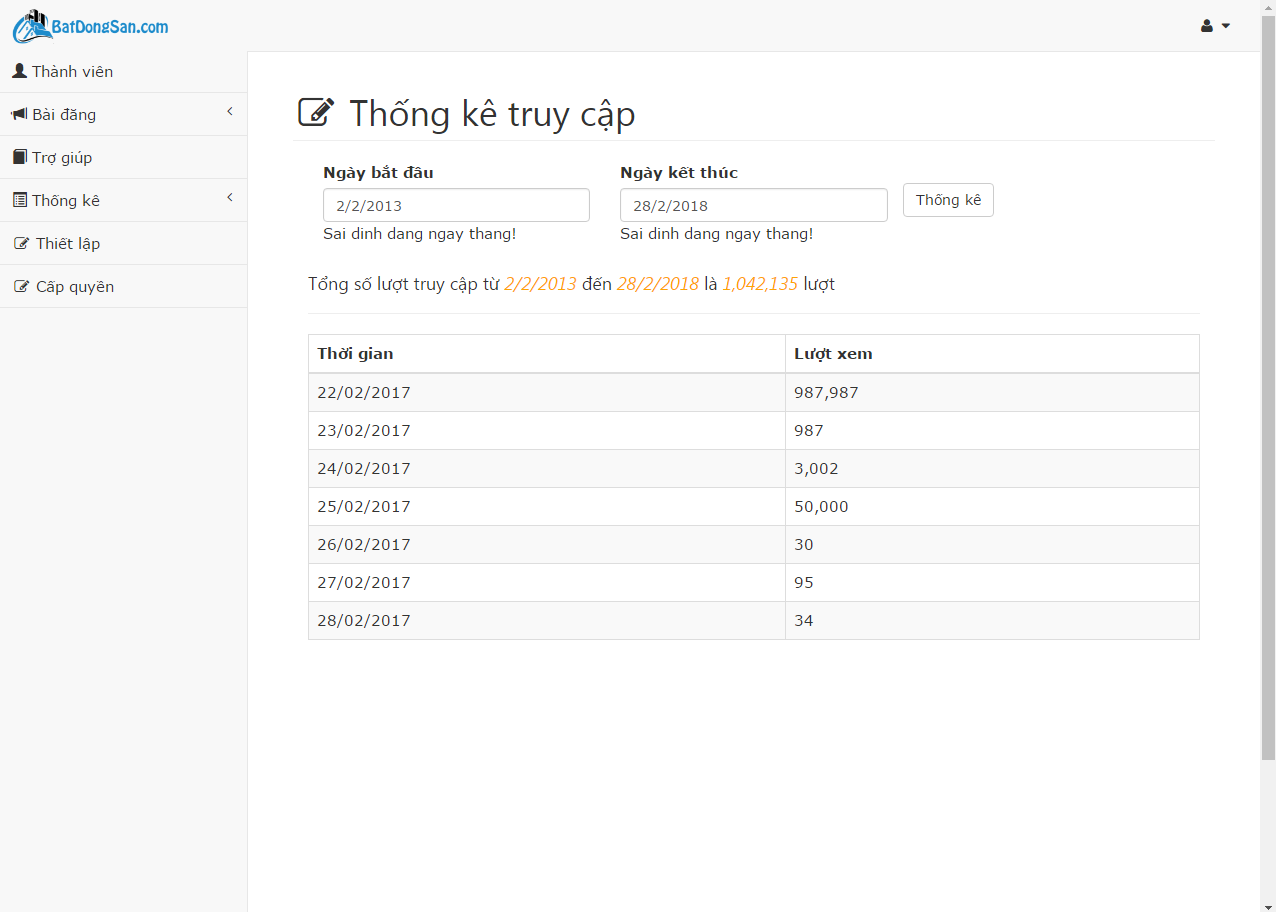 BatDongSan.com
Thành viên
Bài đăng
Trợ giúp
Thống kê
Thiết lập
Cấp quyền
Thống kê truy cập
Ngày bắt đầu
Ngày kết thúc
2/2/2013
28/2/2018
Thống kê
Sai dinh dang ngay thang!
Sai dinh dang ngay thang!
Tổng số lượt truy cập từ 2/2/2013 đến 28/2/2018 là 1,042,135 lượt
Thời gian Lượt xem
22/02/2017 987,987
23/02/2017 987
24/02/2017 3,002
25/02/2017 50,000
26/02/2017 30
27/02/2017 95
28/02/2017 34